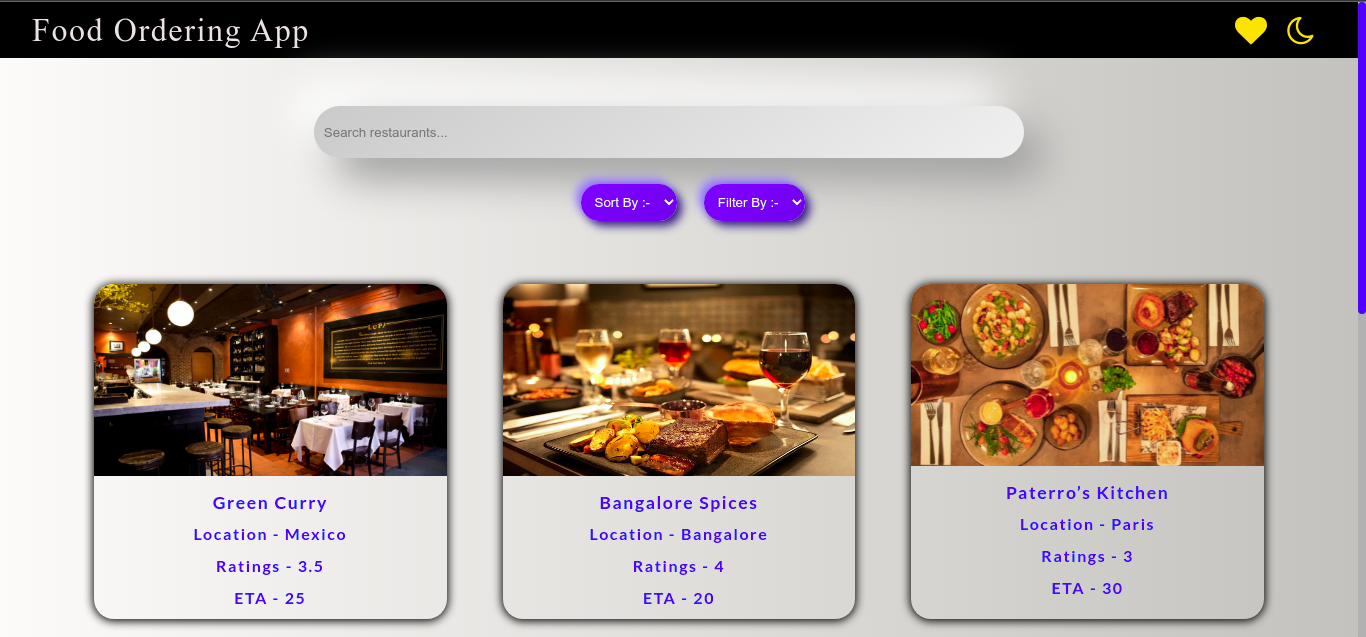 Food Ordering App
Search restaurants...
Sort By :-
Filter By :-
Green Curry
Location - Mexico
Ratings - 3.5
ETA - 25
Bangalore Spices
Location - Bangalore
Ratings - 4
ETA - 20
Paterro’s Kitchen
Location - Paris
Ratings - 3
ETA - 30